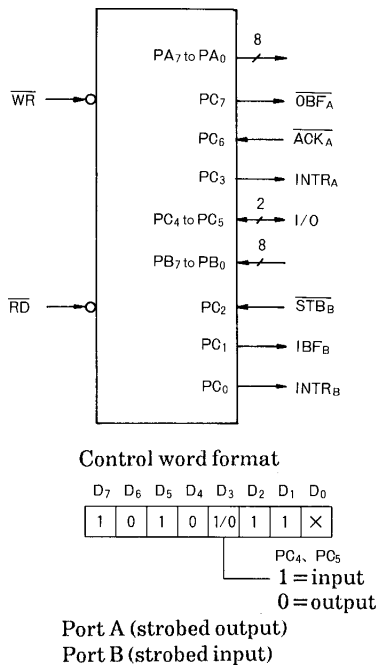 PA7 to PA0 8
WR PC7 OBFA
PC6 ACKA
PC3 INTRA
PC4 to PC5 2 I/O
PB7 to PB0 8
RD PC2 STBB
PC1 IBFB
PC0 INTRB
Control word format
D7 D6 D5 D4 D3 D2 D1 D0
1 0 1 0 1/0 1 1 ×
PC4、PC5
1=input
0=output
Port A (strobed output)
Port B (strobed input)